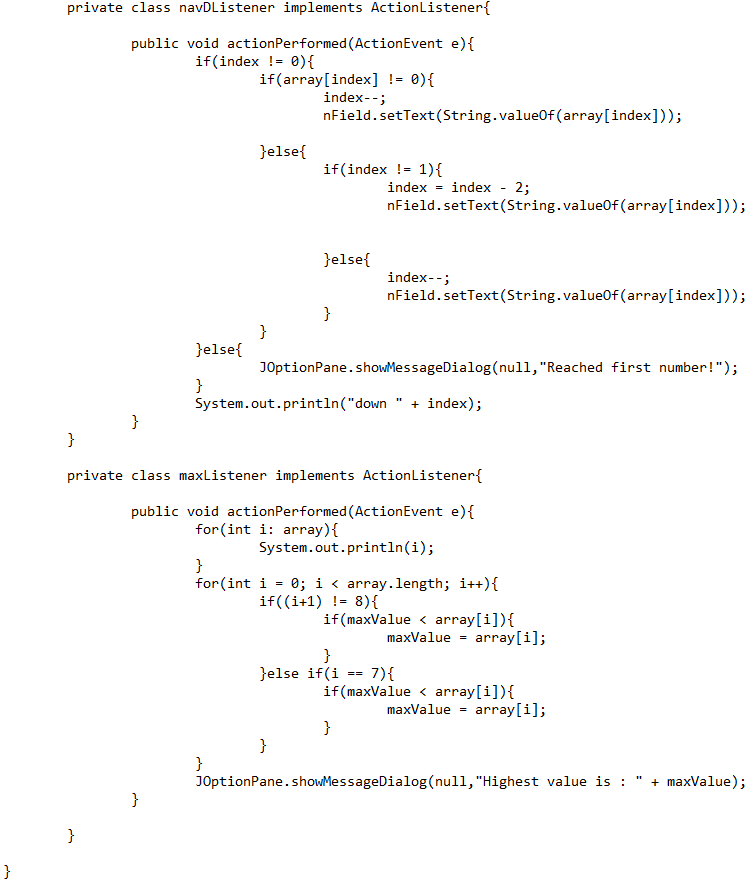 private class navDListener implements ActionListener{
public void actionPerformed(ActionEvent e){
if(index != 0){
if(array[index] != 0){
index--;
nField.setText(String.valueOf(array[index]));
}else{
if(index != 1){
index = index - 2;
nField.setText(String.valueOf(array[index]));
}else{
index--;
nField.setText(String.valueOf(array[index]));
}
}
}else{
JOptionPane.showMessageDialog(null,"Reached first number!");
}
System.out.println("down " + index);
}
}
private class maxListener implements ActionListener{
public void actionPerformed(ActionEvent e){
for(int i: array){
System.out.println(i);
}
for(int i = 0; i < array.length; i++){
if((i+1) != 8){
if(maxValue < array[i]){
maxValue = array[i];
}
}else if(i == 7){
if(maxValue < array[i]){
maxValue = array[i];
}
}
}
JOptionPane.showMessageDialog(null,"Highest value is : " + maxValue);
}
}
}